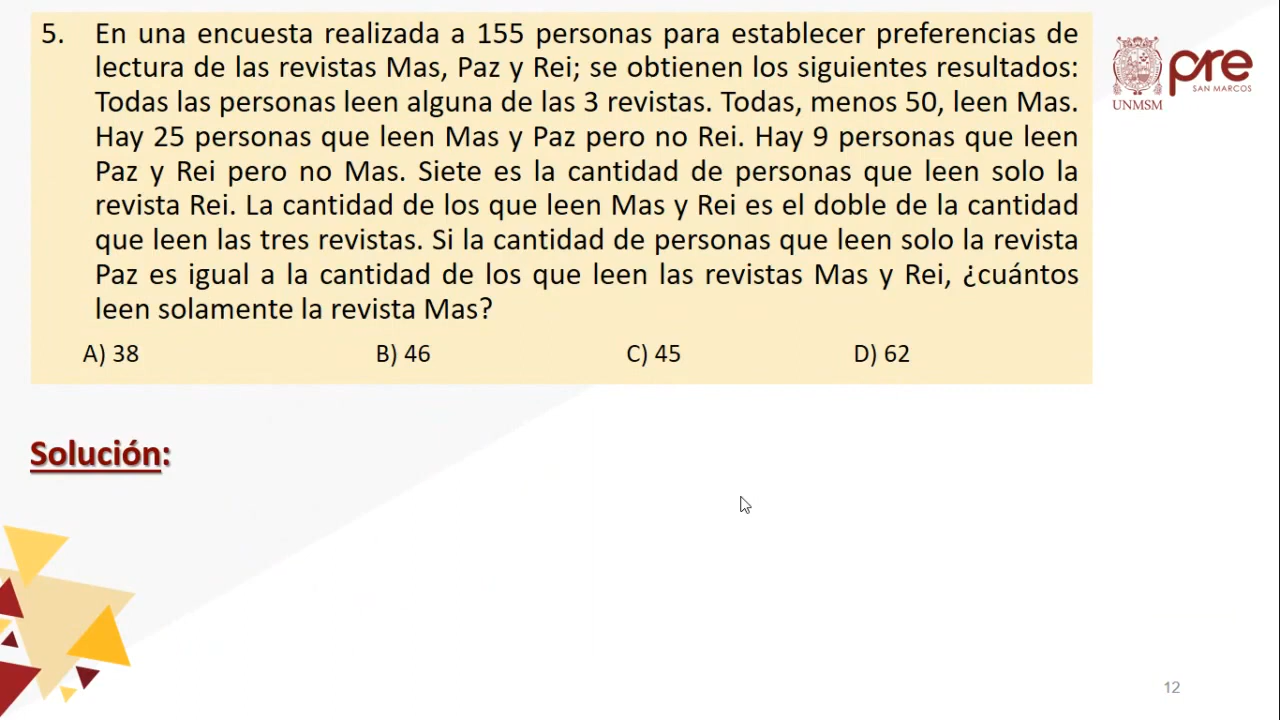 5. En una encuesta realizada a 155 personas para establecer preferencias de
lectura de las revistas Mas, Paz y Rei; se obtienen los siguientes resultados:
Todas las personas leen alguna de las 3 revistas. Todas, menos 50, leen Mas.
Hay 25 personas que leen Mas y Paz pero no Rei. Hay 9 personas que leen
Paz y Rei pero no Mas. Siete es la cantidad de personas que leen solo la
revista Rei. La cantidad de los que leen Mas y Rei es el doble de la cantidad
que leen las tres revistas. Si la cantidad de personas que leen solo la revista
Paz es igual a la cantidad de los que leen las revistas Mas y Rei, ¿cuántos
leen solamente la revista Mas?
A) 38 B) 46 C) 45 D) 62
UNMSM
pre
SAN MARCOS
Solución:
12